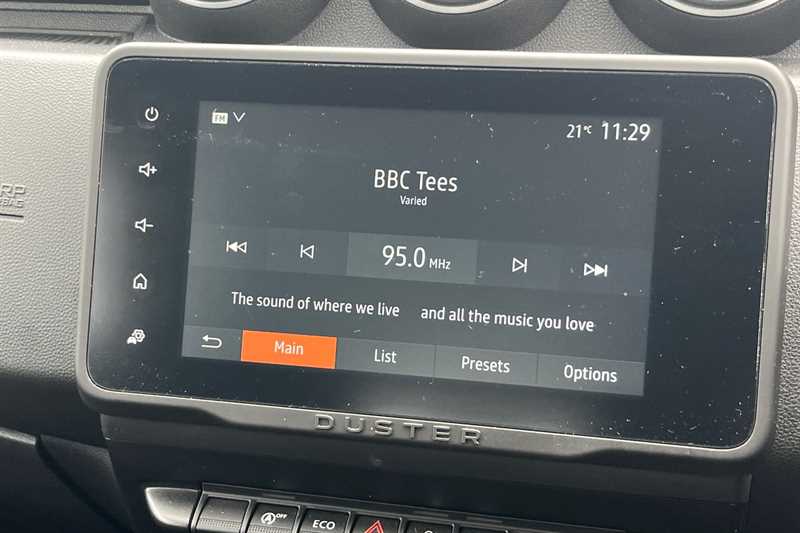 FM
21°C 11:29
BBC Tees
Varied
95.0 MHz
The sound of where we live and all the music you love
Main List Presets Options
DUSTER
OFF ECO